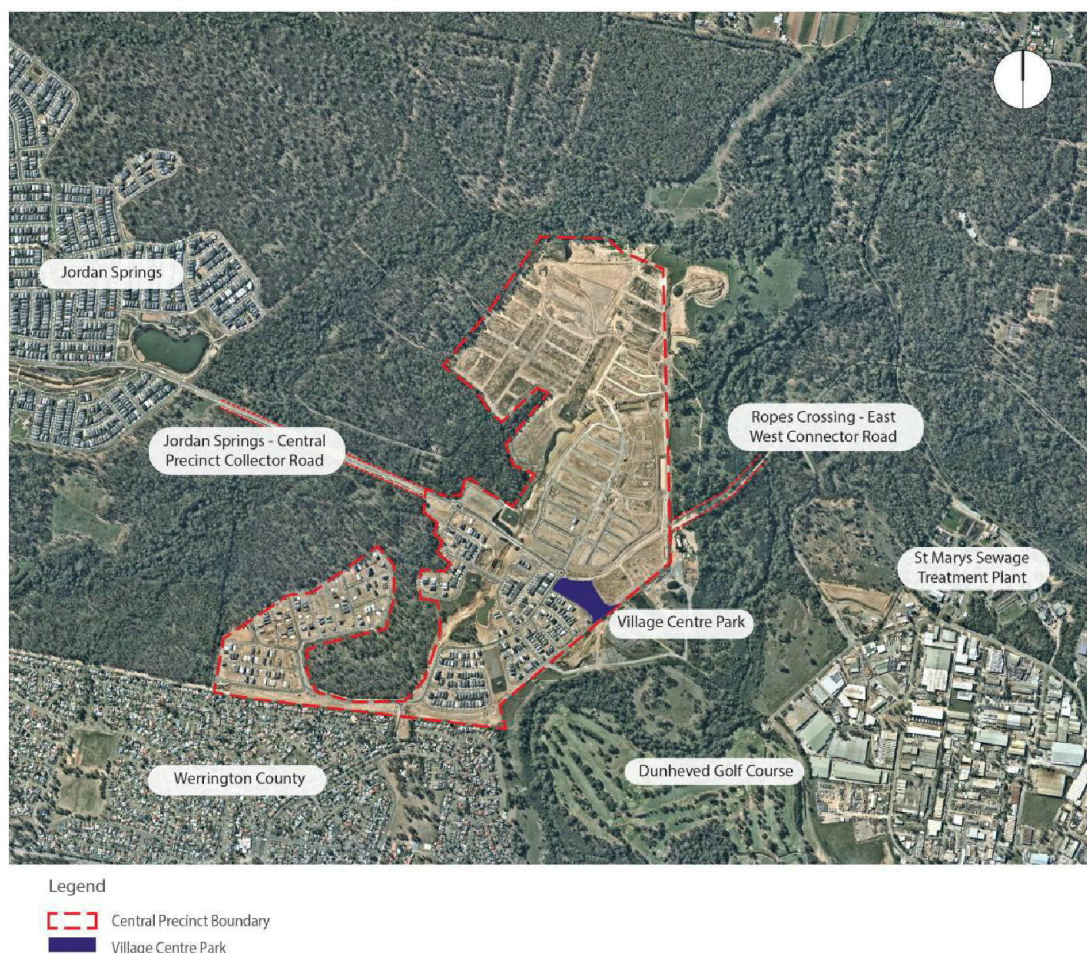 Jordan Springs
Jordan Springs - Central
Precinct Collector Road
Ropes Crossing - East
West Connector Road
St Marys Sewage
Treatment Plant
Village Centre Park
Werrington County
Dunheved Golf Course
Legend
Central Precinct Boundary
Village Centre Park